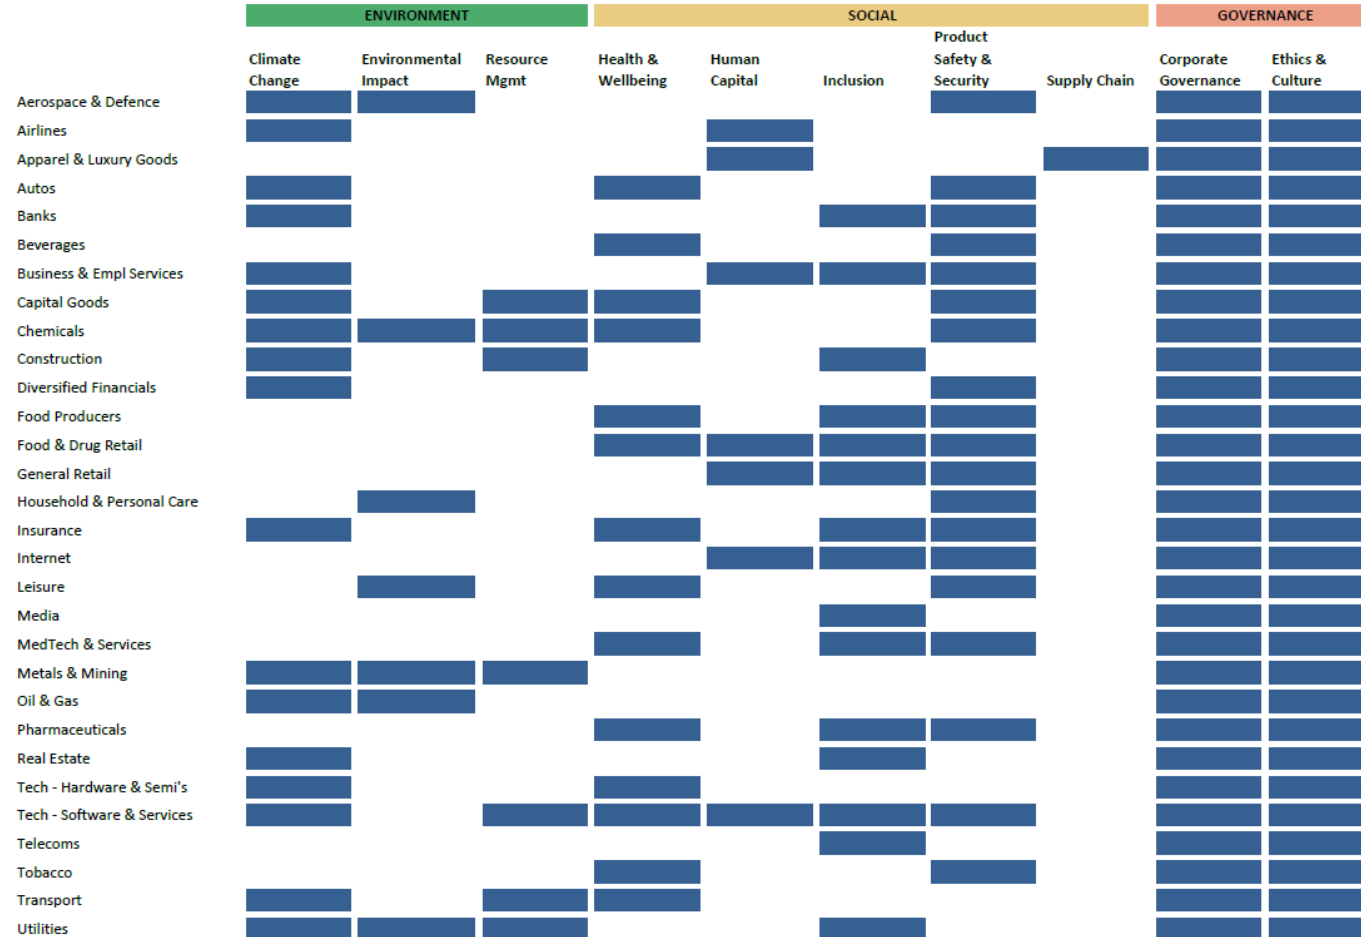 ENVIRONMENT SOCIAL GOVERNANCE
Climate Change Environmental Impact Resource Mgmt Health & Wellbeing Human Capital Inclusion Product Safety & Security Supply Chain Corporate Governance Ethics & Culture
Aerospace & Defence
Airlines
Apparel & Luxury Goods
Autos
Banks
Beverages
Business & Empl Services
Capital Goods
Chemicals
Construction
Diversified Financials
Food Producers
Food & Drug Retail
General Retail
Household & Personal Care
Insurance
Internet
Leisure
Media
MedTech & Services
Metals & Mining
Oil & Gas
Pharmaceuticals
Real Estate
Tech - Hardware & Semi's
Tech - Software & Services
Telecoms
Tobacco
Transport
Utilities